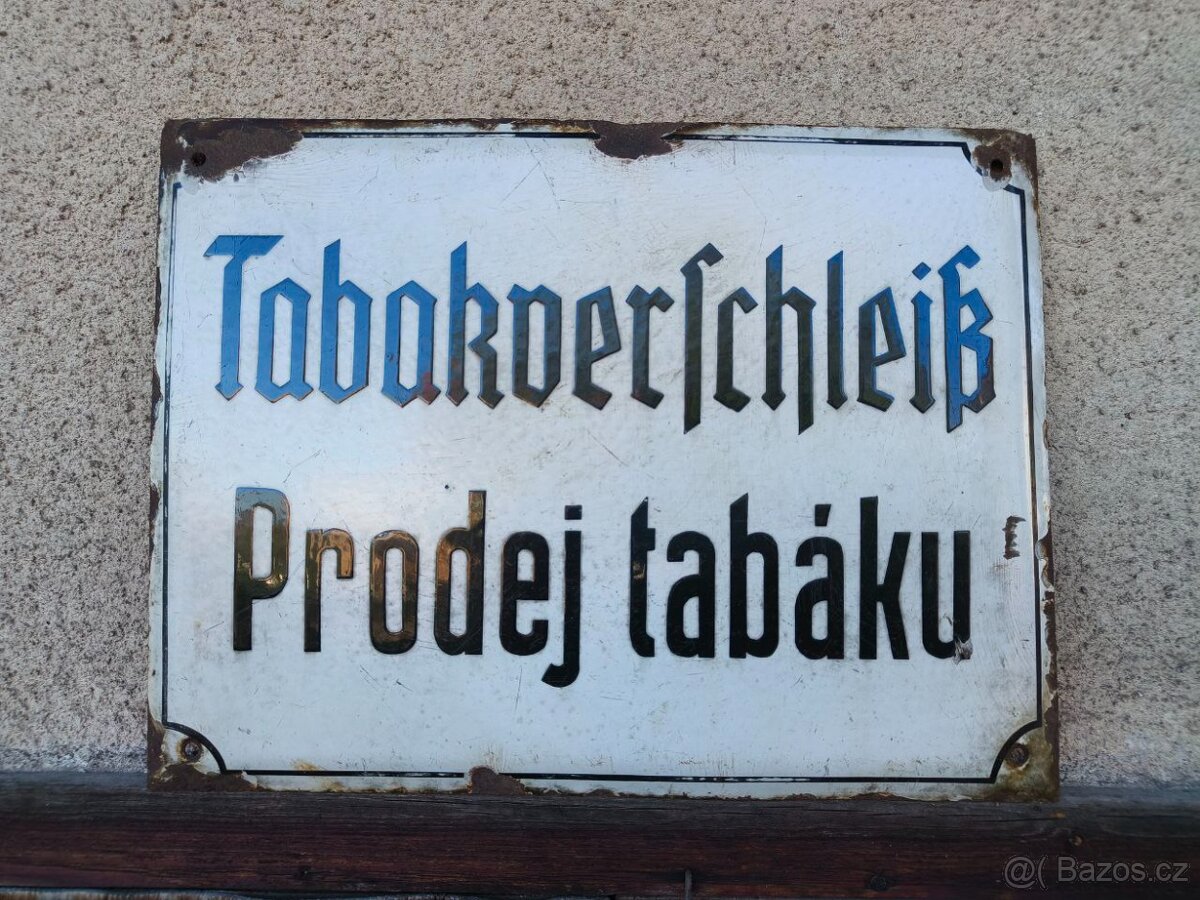 Tabakverſchleiß
Prodej tabáku
@( Bazos.cz